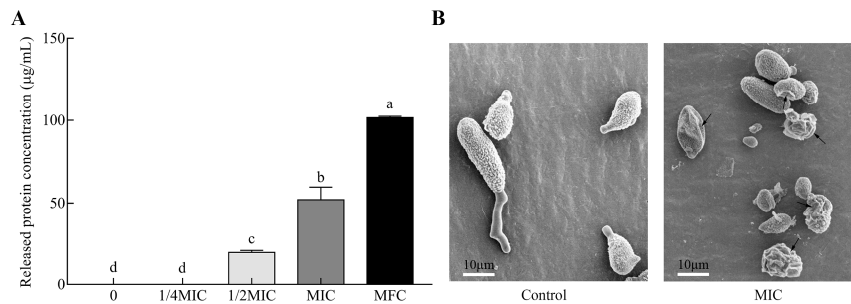 A
B
Released protein concentration (μg/mL)
150
100
50
0
d
d
c
b
a
0
1/4MIC
1/2MIC
MIC
MFC
10μm
10μm
Control
MIC